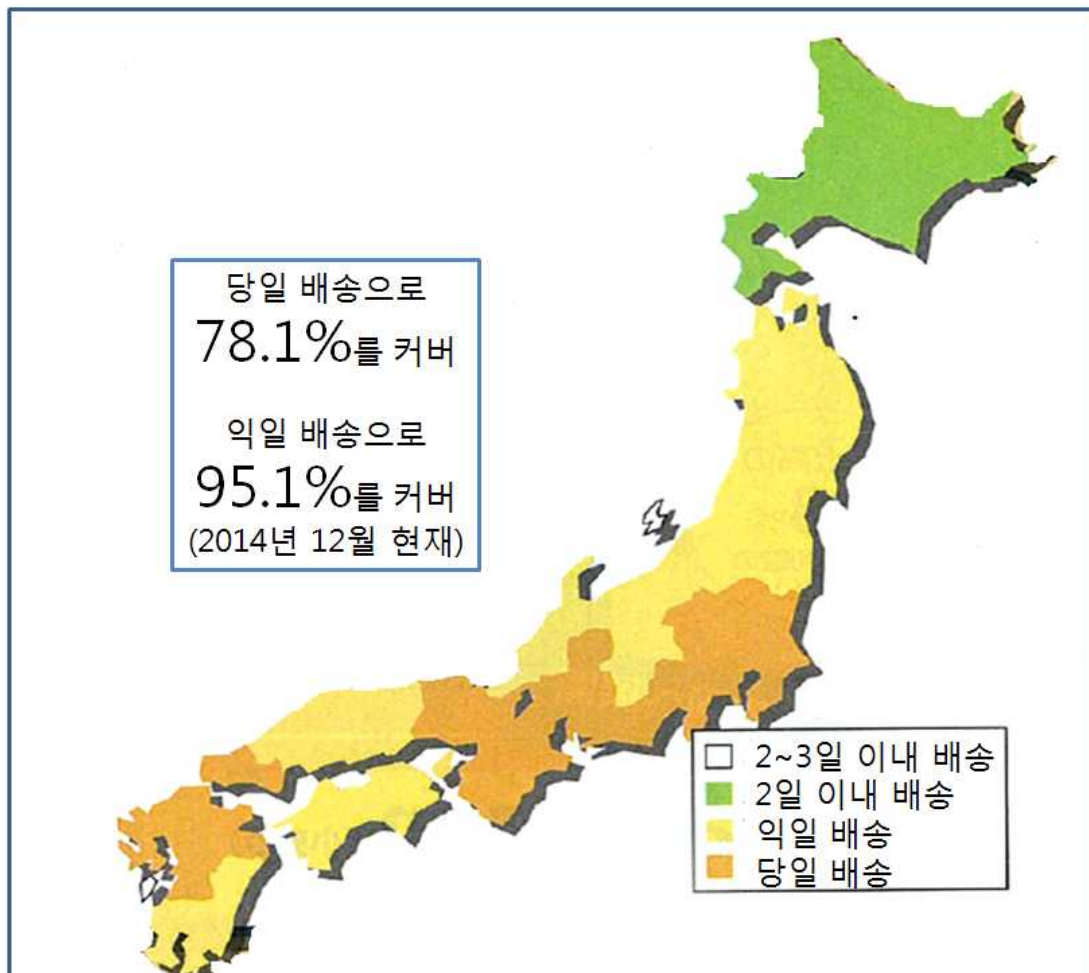 당일 배송으로
78.1%를 커버
익일 배송으로
95.1%를 커버
(2014년 12월 현재)
2~3일 이내 배송
2일 이내 배송
익일 배송
당일 배송